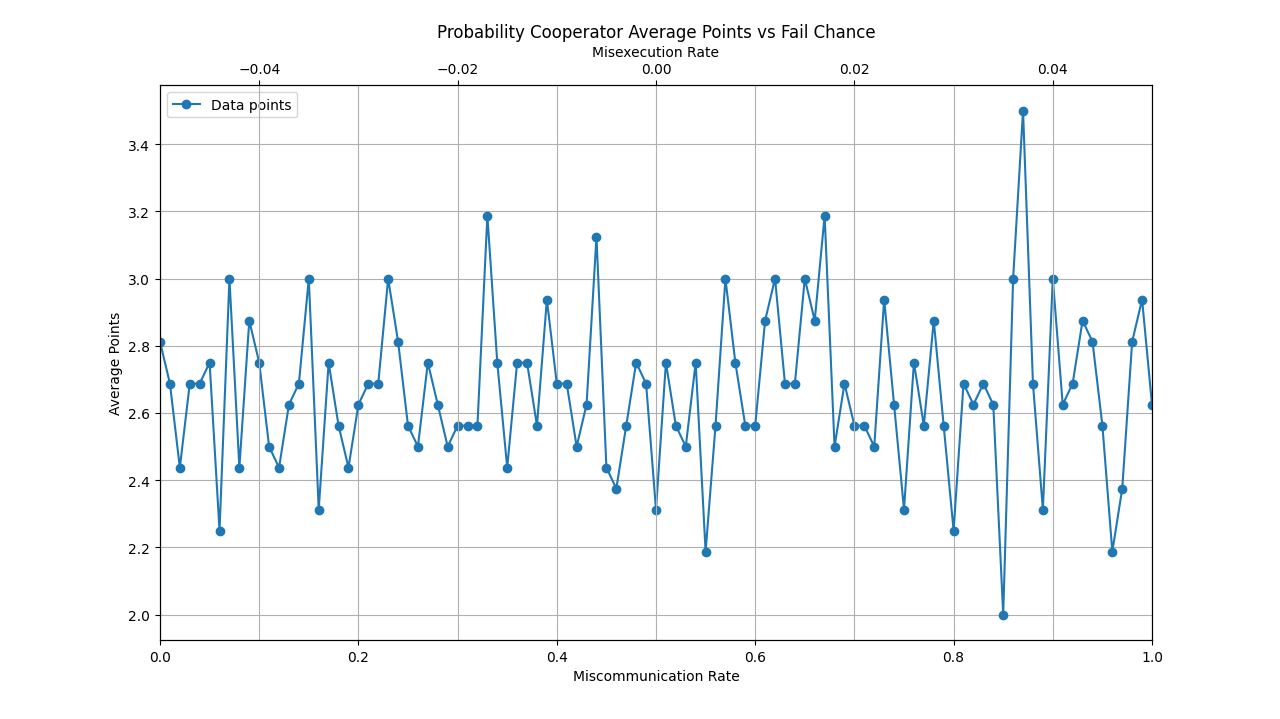 Probability Cooperator Average Points vs Fail Chance
Misexecution Rate
−0.04 −0.02 0.00 0.02 0.04
Data points
3.4
3.2
3.0
2.8
2.6
2.4
2.2
2.0
Average Points
0.0 0.2 0.4 0.6 0.8 1.0
Miscommunication Rate